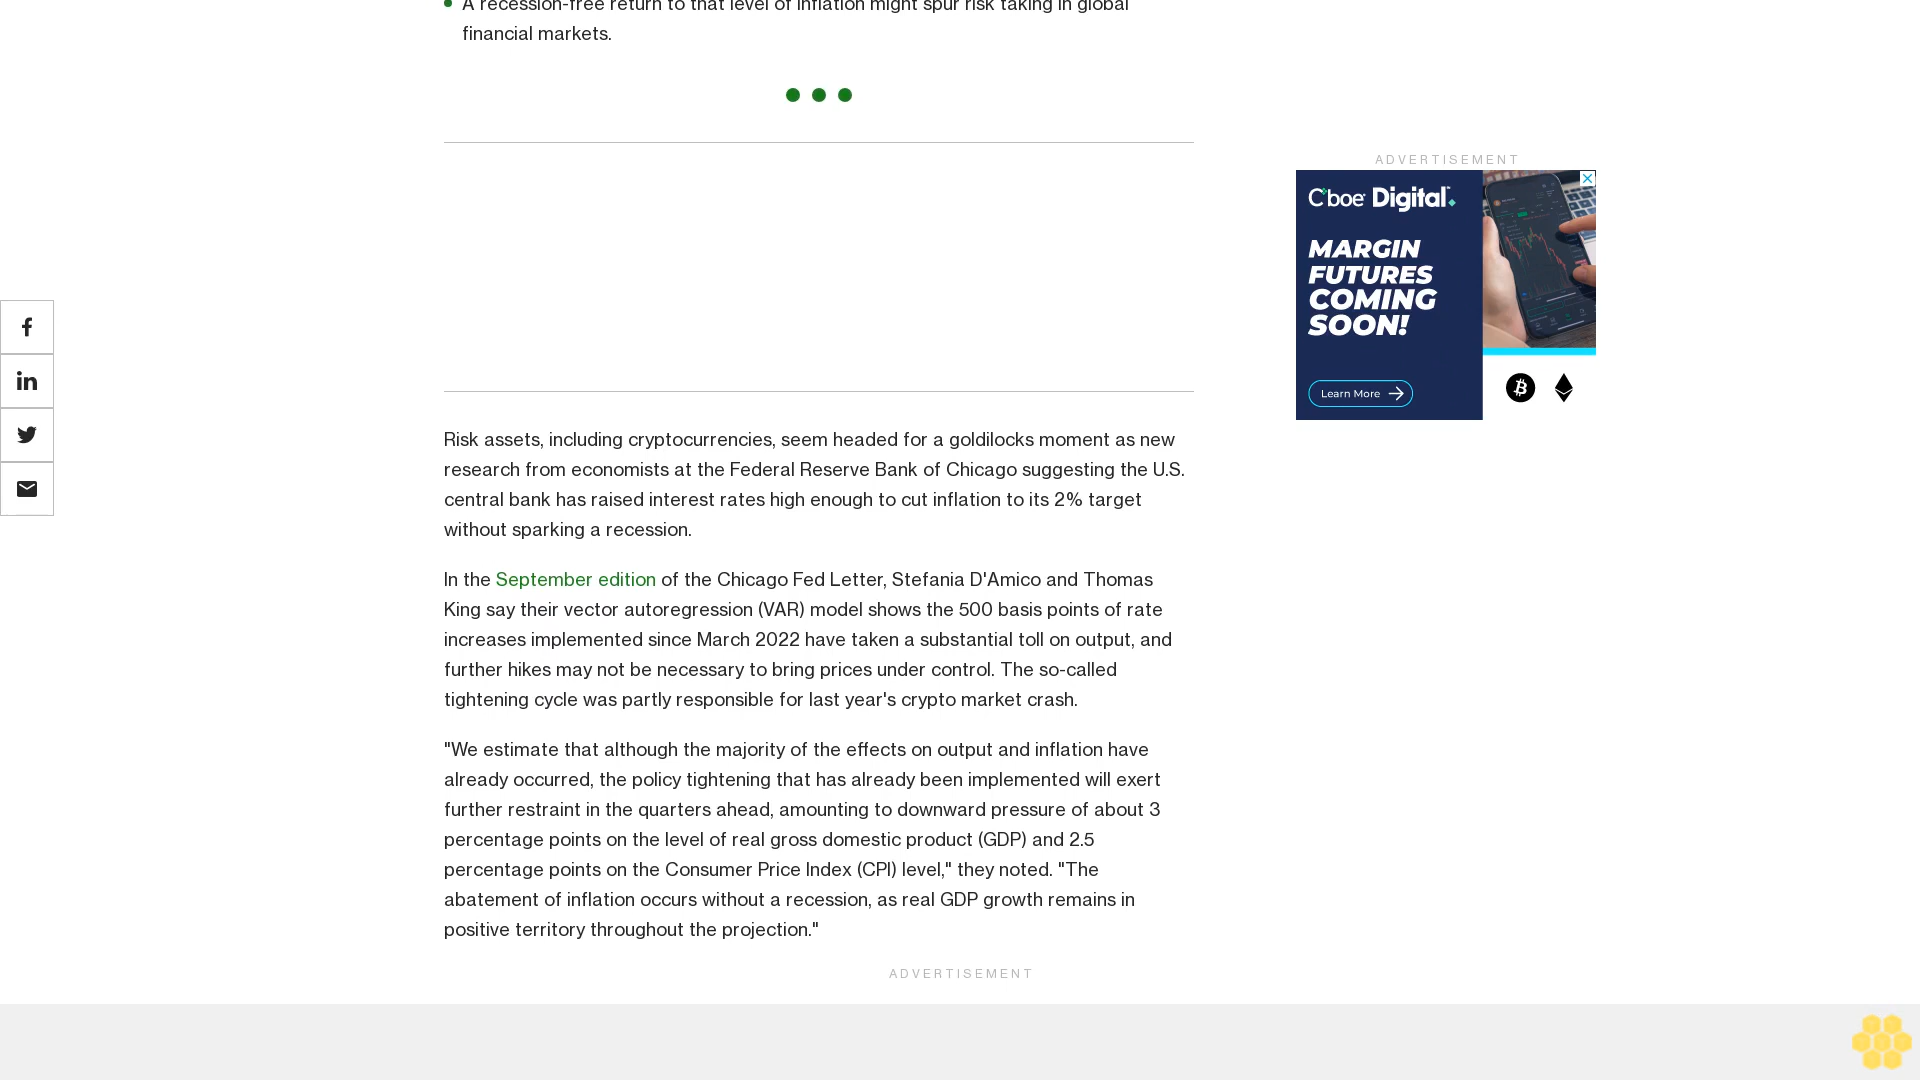 A recession-free return to that level of inflation might spur risk taking in global
financial markets.
ADVERTISEMENT
Cboe Digital
MARGIN
FUTURES
COMING
SOON!
Learn More
Risk assets, including cryptocurrencies, seem headed for a goldilocks moment as new
research from economists at the Federal Reserve Bank of Chicago suggesting the U.S.
central bank has raised interest rates high enough to cut inflation to its 2% target
without sparking a recession.
In the September edition of the Chicago Fed Letter, Stefania D'Amico and Thomas
King say their vector autoregression (VAR) model shows the 500 basis points of rate
increases implemented since March 2022 have taken a substantial toll on output, and
further hikes may not be necessary to bring prices under control. The so-called
tightening cycle was partly responsible for last year's crypto market crash.
"We estimate that although the majority of the effects on output and inflation have
already occurred, the policy tightening that has already been implemented will exert
further restraint in the quarters ahead, amounting to downward pressure of about 3
percentage points on the level of real gross domestic product (GDP) and 2.5
percentage points on the Consumer Price Index (CPI) level," they noted. "The
abatement of inflation occurs without a recession, as real GDP growth remains in
positive territory throughout the projection."
ADVERTISEMENT